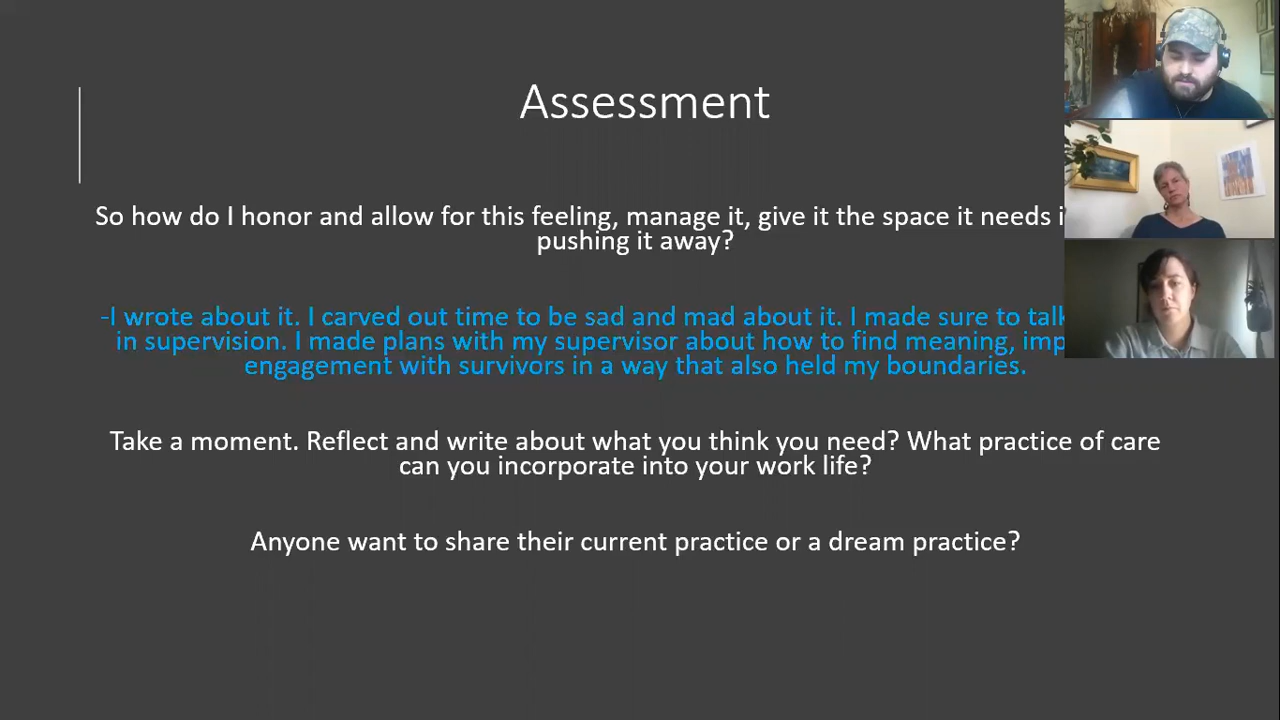 Assessment
So how do I honor and allow for this feeling, manage it, give it the space it needs
pushing it away?
-I wrote about it. I carved out time to be sad and mad about it. I made sure to talk
in supervision. I made plans with my supervisor about how to find meaning,
engagement with survivors in a way that also held my boundaries.
Take a moment. Reflect and write about what you think you need? What practice of care
can you incorporate into your work life?
Anyone want to share their current practice or a dream practice?